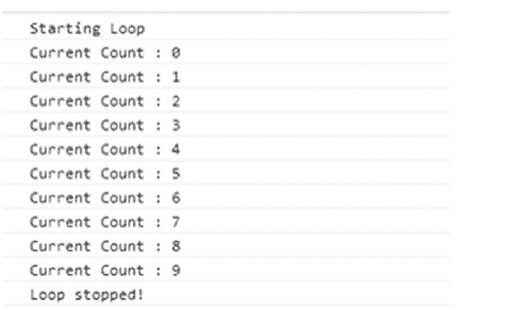 Starting Loop
Current Count : 0
Current Count : 1
Current Count : 2
Current Count : 3
Current Count : 4
Current Count : 5
Current Count : 6
Current Count : 7
Current Count : 8
Current Count : 9
Loop stopped!